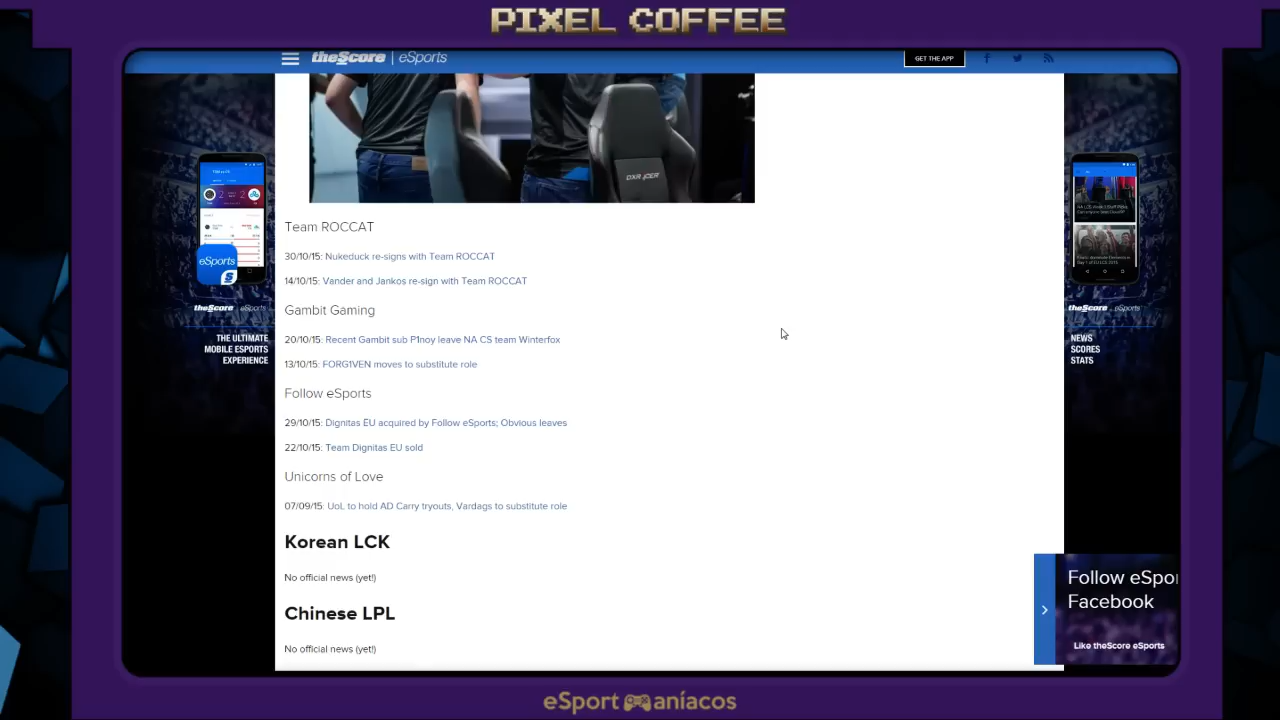 PIXEL COFFEE
theScore | eSports
GET THE APP
DXRACER
Team ROCCAT
30/10/15: Nukeduck re-signs with Team ROCCAT
14/10/15: Vander and Jankos re-sign with Team ROCCAT
Gambit Gaming
20/10/15: Recent Gambit sub P1noy leave NA CS team Winterfox
13/10/15: FORG1VEN moves to substitute role
Follow eSports
29/10/15: Dignitas EU acquired by Follow eSports; Obvious leaves
22/10/15: Team Dignitas EU sold
Unicorns of Love
07/09/15: UoL to hold AD Carry tryouts, Vardags to substitute role
Korean LCK
No official news (yet!)
Chinese LPL
No official news (yet!)
2 2
eSports
theScore eSports
THE ULTIMATE
MOBILE ESPORTS
EXPERIENCE
theScore eSports
NEWS
SCORES
STATS
Follow eSpor
Facebook
Like theScore eSports
eSportmaníacos